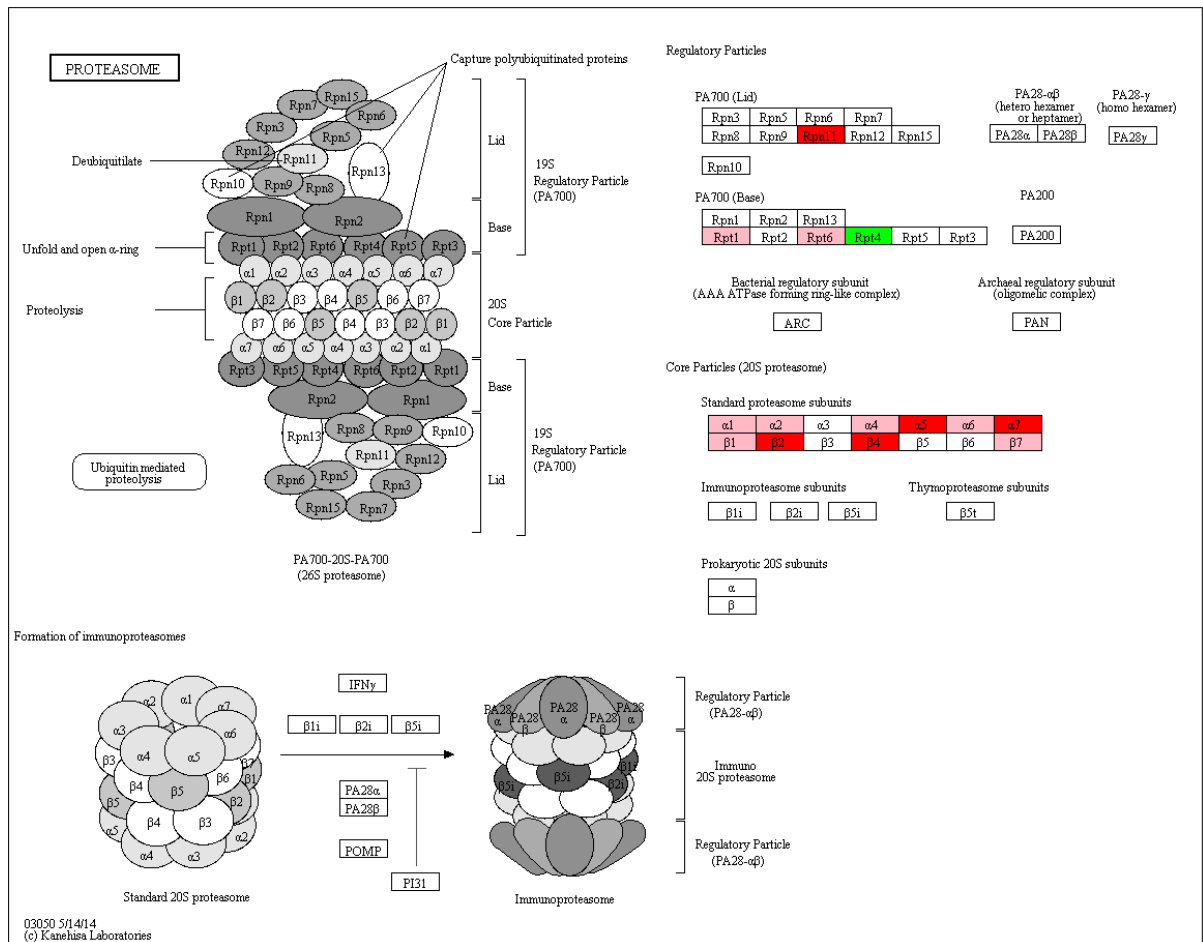 PROTEASOME
Capture polyubiquitinated proteins
Rpn15
Rpn7
Rpn6
Rpn3
Rpn5
Rpn12
Rpn11
Rpn13
Rpn10
Rpn9
Rpn8
Deubiquitilate
Lid
19S
Regulatory Particle
(PA700)
Rpn1 Rpn2
Base
Unfold and open α-ring
Rpt1 Rpt2 Rpt6 Rpt4 Rpt5 Rpt3
α1 α2 α3 α4 α5 α6 α7
Proteolysis
β1 β2 β3 β4 β5 β6 β7
20S
Core Particle
β7 β6 β5 β4 β3 β2 β1
α7 α6 α5 α4 α3 α2 α1
Rpt3 Rpt5 Rpt4 Rpt6 Rpt2 Rpt1
Base
Rpn2 Rpn1
Rpn13 Rpn8 Rpn9 Rpn10
19S
Regulatory Particle
(PA700)
Rpn11 Rpn12
Ubiquitin mediated
proteolysis
Rpn6 Rpn5 Rpn3
Lid
Rpn15 Rpn7
PA700-20S-PA700
(26S proteasome)
Regulatory Particles
PA700 (Lid)
Rpn3 Rpn5 Rpn6 Rpn7
Rpn8 Rpn9 Rpn11 Rpn12 Rpn15
Rpn10
PA28-αβ
(hetero hexamer
or heptamer)
PA28α PA28β
PA28-γ
(homo hexamer)
PA28γ
PA700 (Base)
Rpn1 Rpn2 Rpn13
Rpt1 Rpt2 Rpt6 Rpt4 Rpt5 Rpt3
PA200
PA200
Bacterial regulatory subunit
(AAA ATPase forming ring-like complex)
ARC
Archaeal regulatory subunit
(oligomelic complex)
PAN
Core Particles (20S proteasome)
Standard proteasome subunits
α1 α2 α3 α4 α5 α6 α7
β1 β2 β3 β4 β5 β6 β7
Immunoproteasome subunits
β1i β2i β5i
Thymoproteasome subunits
β5t
Prokaryotic 20S subunits
α
β
Formation of immunoproteasomes
α2 α1 α7
α3 α6
α4 α5
β3 β7
β4 β6 β1
β5
β5 β2
β4 β3
α5 α2
α4 α3
Standard 20S proteasome
IFNγ
β1i β2i β5i
PA28α
PA28β
POMP
PI31
PA28 α PA28 β PA28 α PA28 β PA28 α
β1i
β5i β5i β2i
Immunoproteasome
Regulatory Particle
(PA28-αβ)
Immuno
20S proteasome
Regulatory Particle
(PA28-αβ)
03050 5/14/14
(c) Kanehisa Laboratories